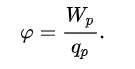 φ = W_p / q_p.